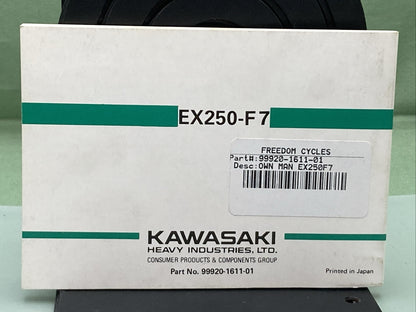 EX250-F7
FREEDOM CYCLES
Part#:99920-1611-01
Desc:OWN MAN EX250F7
KAWASAKI
HEAVY INDUSTRIES, LTD.
CONSUMER PRODUCTS & COMPONENTS GROUP
Part No. 99920-1611-01
Printed in Japan